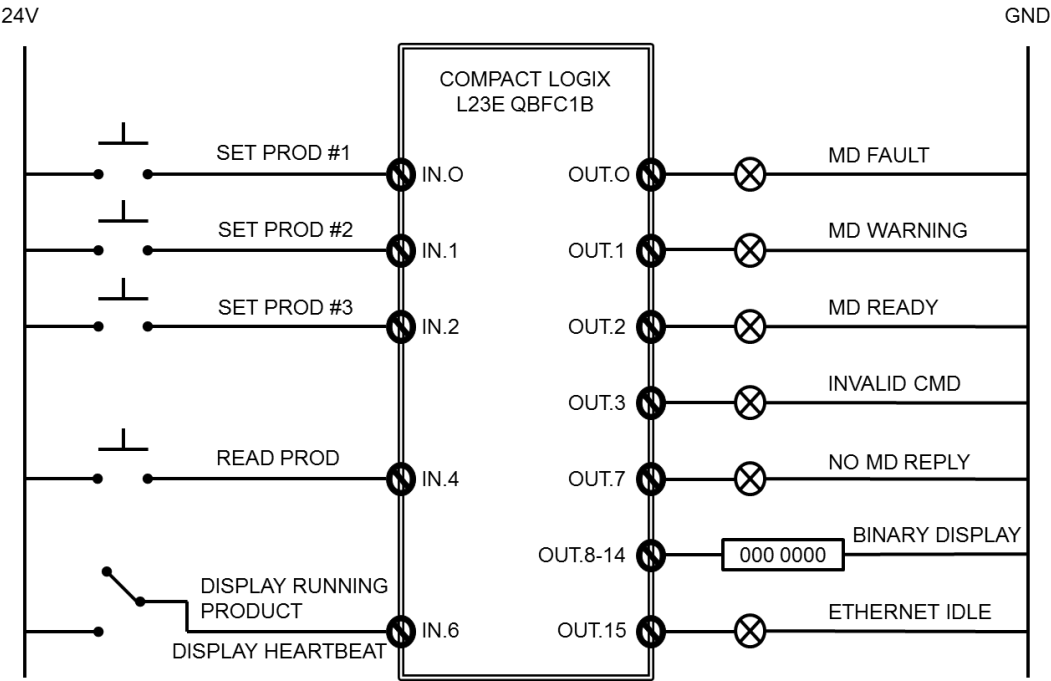 24V
GND
COMPACT LOGIX
L23E QBFC1B
SET PROD #1
IN.O
OUT.O
MD FAULT
SET PROD #2
IN.1
OUT.1
MD WARNING
SET PROD #3
IN.2
OUT.2
MD READY
OUT.3
INVALID CMD
READ PROD
IN.4
OUT.7
NO MD REPLY
OUT.8-14
000 0000
BINARY DISPLAY
DISPLAY RUNNING
PRODUCT
DISPLAY HEARTBEAT
IN.6
OUT.15
ETHERNET IDLE